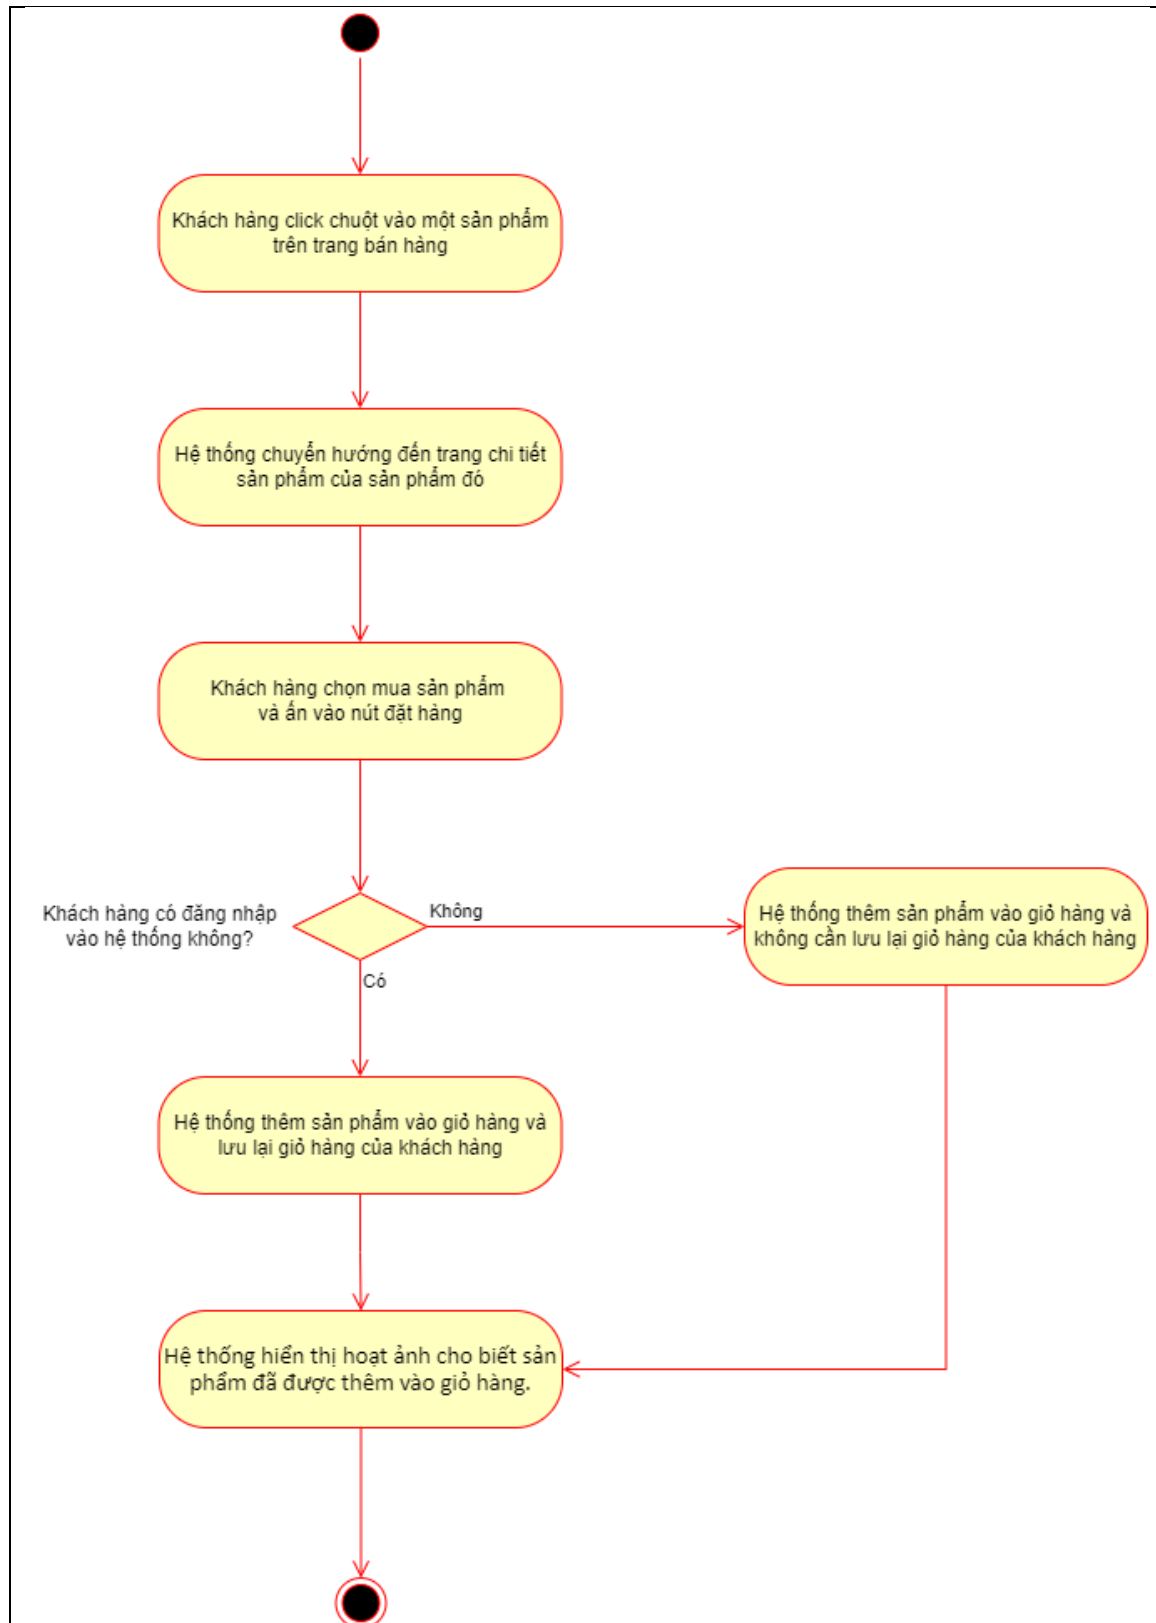 Khách hàng click chuột vào một sản phẩm
trên trang bán hàng
Hệ thống chuyển hướng đến trang chi tiết
sản phẩm của sản phẩm đó
Khách hàng chọn mua sản phẩm
và ấn vào nút đặt hàng
Khách hàng có đăng nhập
vào hệ thống không?
Không
Hệ thống thêm sản phẩm vào giỏ hàng và
không cần lưu lại giỏ hàng của khách hàng
Có
Hệ thống thêm sản phẩm vào giỏ hàng và
lưu lại giỏ hàng của khách hàng
Hệ thống hiển thị hoạt ảnh cho biết sản
phẩm đã được thêm vào giỏ hàng.